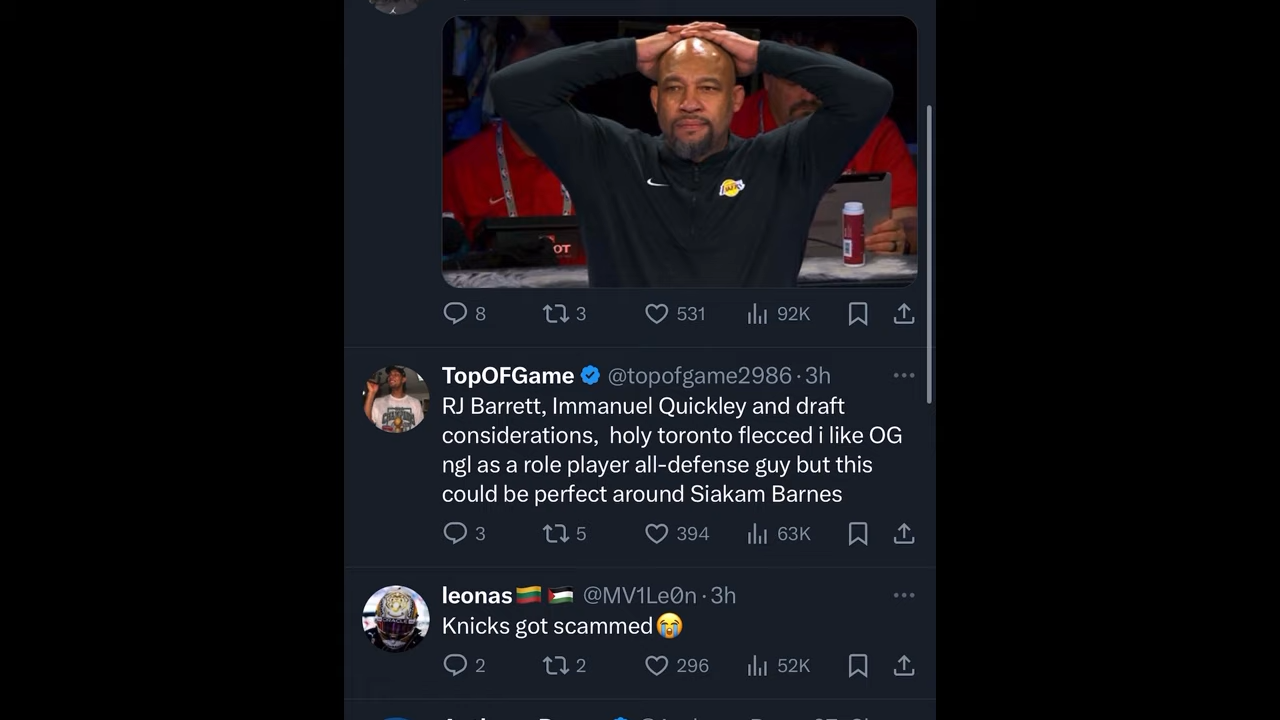 OT
8 3 531 92K
TopOFGame @topofgame2986 · 3h
RJ Barrett, Immanuel Quickley and draft
considerations,  holy toronto flecced i like OG
ngl as a role player all-defense guy but this
could be perfect around Siakam Barnes
3 5 394 63K
leonas🇱🇹 🇵🇸 @MV1Le0n · 3h
Knicks got scammed😭
2 2 296 52K